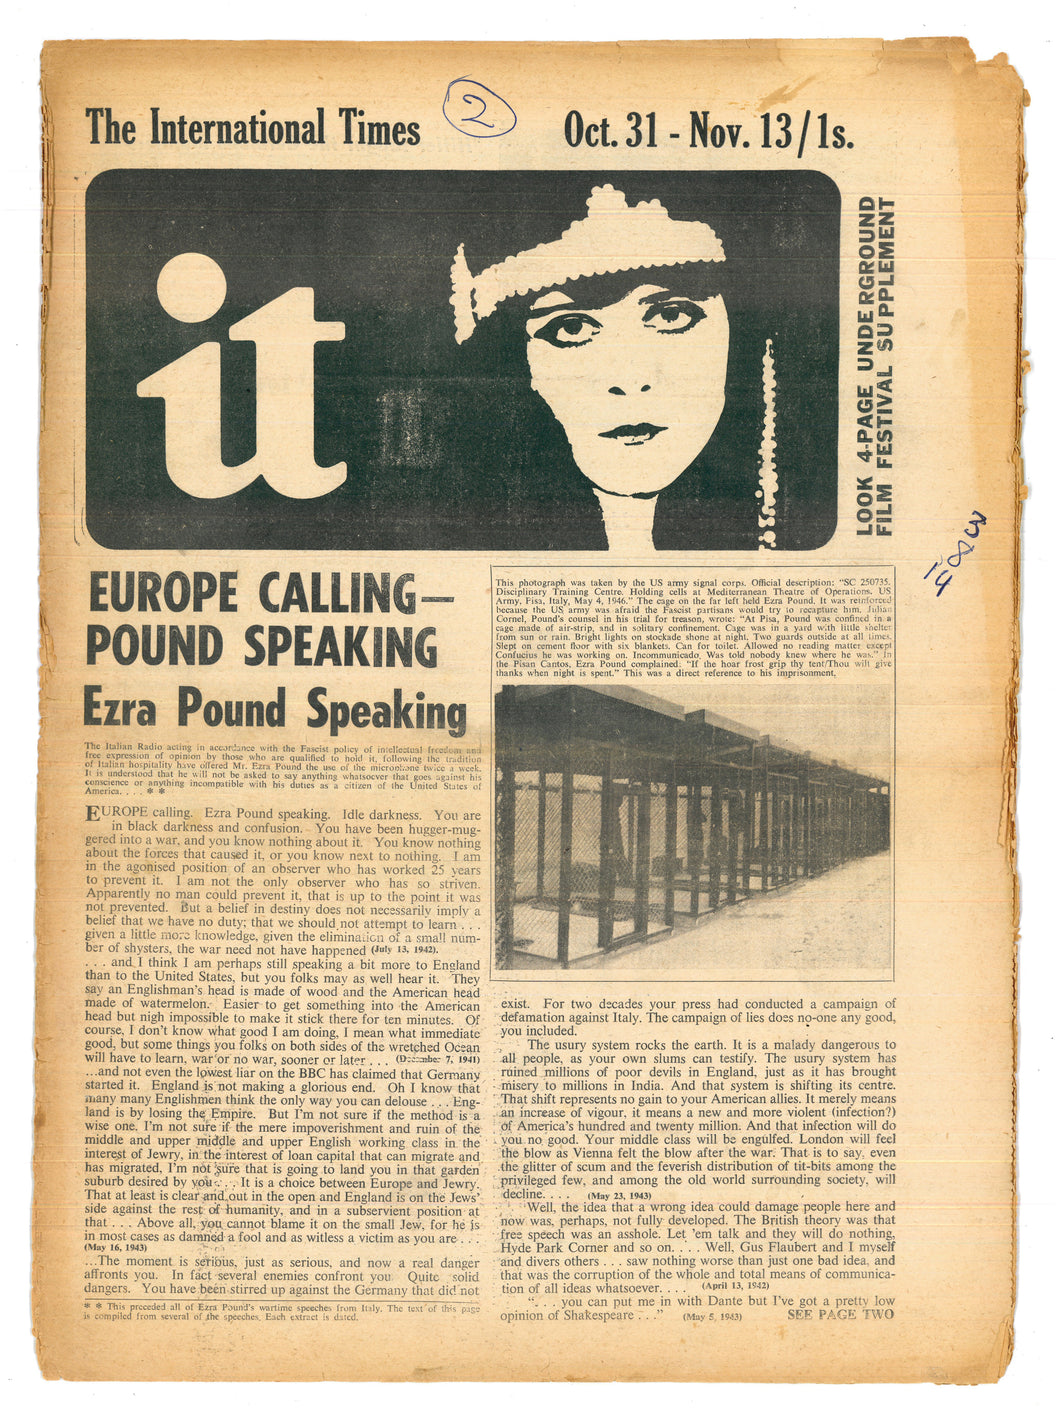 The International Times
2
Oct. 31 - Nov. 13/1s.
it
LOOK 4-PAGE UNDERGROUND
FILM FESTIVAL SUPPLEMENT
483
EUROPE CALLING—
POUND SPEAKING
Ezra Pound Speaking
The Italian Radio acting in accordance with the Fascist policy of intellectual freedom and
free expression of opinion by those who are qualified to hold it, following the tradition
of Italian hospitality have offered Mr. Ezra Pound the use of the microphone twice a week.
It is understood that he will not be asked to say anything whatsoever that goes against his
conscience or anything incompatible with his duties as a citizen of the United States of
America. . . . * *
EUROPE calling. Ezra Pound speaking. Idle darkness. You are
in black darkness and confusion. You have been hugger-mug-
gered into a war, and you know nothing about it. You know nothing
about the forces that caused it, or you know next to nothing. I am
in the agonised position of an observer who has worked 25 years
to prevent it. I am not the only observer who has so striven.
Apparently no man could prevent it, that is up to the point it was
not prevented. But a belief in destiny does not necessarily imply a
belief that we have no duty; that we should not attempt to learn . . .
given a little more knowledge, given the elimination of a small num-
ber of shysters, the war need not have happened (July 13, 1942).
. . . and I think I am perhaps still speaking a bit more to England
than to the United States, but you folks may as well hear it. They
say an Englishman's head is made of wood and the American head
made of watermelon. Easier to get something into the American
head but nigh impossible to make it stick there for ten minutes. Of
course, I don't know what good I am doing, I mean what immediate
good, but some things you folks on both sides of the wretched Ocean
will have to learn, war or no war, sooner or later . . . (December 7, 1941)
...and not even the lowest liar on the BBC has claimed that Germany
started it. England is not making a glorious end. Oh I know that
many many Englishmen think the only way you can delouse . . . Eng-
land is by losing the Empire. But I'm not sure if the method is a
wise one. I'm not sure if the mere impoverishment and ruin of the
middle and upper middle and upper English working class in the
interest of Jewry, in the interest of loan capital that can migrate and
has migrated, I'm not sure that is going to land you in that garden
suburb desired by you . . . It is a choice between Europe and Jewry.
That at least is clear and out in the open and England is on the Jews'
side against the rest of humanity, and in a subservient position at
that . . . Above all, you cannot blame it on the small Jew, for he is
in most cases as damned a fool and as witless a victim as you are . . .
(May 16, 1943)
...The moment is serious, just as serious, and now a real danger
affronts you. In fact several enemies confront you. Quite solid
dangers. You have been stirred up against the Germany that did not
* * This preceded all of Ezra Pound's wartime speeches from Italy. The text of this page
is compiled from several of the speeches. Each extract is dated.
This photograph was taken by the US army signal corps. Official description: "SC 250735.
Disciplinary Training Centre. Holding cells at Mediterranean Theatre of Operations. US
Army, Fisa, Italy, May 4, 1946." The cage on the far left held Ezra Pound. It was reinforced
because the US army was afraid the Fascist partisans would try to recapture him. Julian
Cornel, Pound's counsel in his trial for treason, wrote: "At Pisa, Pound was confined in a
cage made of air-strip, and in solitary confinement. Cage was in a yard with little shelter
from sun or rain. Bright lights on stockade shone at night. Two guards outside at all times.
Slept on cement floor with six blankets. Can for toilet. Allowed no reading matter except
Confucius he was working on. Incommunicado. Was told nobody knew where he was." In
the Pisan Cantos, Ezra Pound complained: "If the hoar frost grip thy tent/Thou will give
thanks when night is spent." This was a direct reference to his imprisonment.
exist. For two decades your press had conducted a campaign of
defamation against Italy. The campaign of lies does no-one any good,
you included.
The usury system rocks the earth. It is a malady dangerous to
all people, as your own slums can testify. The usury system has
ruined millions of poor devils in England, just as it has brought
misery to millions in India. And that system is shifting its centre.
That shift represents no gain to your American allies. It merely means
an increase of vigour, it means a new and more violent (infection?)
of America's hundred and twenty million. And that infection will do
you no good. Your middle class will be engulfed. London will feel
the blow as Vienna felt the blow after the war. That is to say, even
the glitter of scum and the feverish distribution of tit-bits among the
privileged few, and among the old world surrounding society, will
decline. . . . (May 23, 1943)
Well, the idea that a wrong idea could damage people here and
now was, perhaps, not fully developed. The British theory was that
free speech was an asshole. Let 'em talk and they will do nothing,
Hyde Park Corner and so on. . . . Well, Gus Flaubert and I myself
and divers others . . . saw nothing worse than just one bad idea, and
that was the corruption of the whole and total means of communica-
tion of all ideas whatsoever. . . . (April 13, 1942)
". . . you can put me in with Dante but I've got a pretty low
opinion of Shakespeare . . ." (May 5, 1943) SEE PAGE TWO